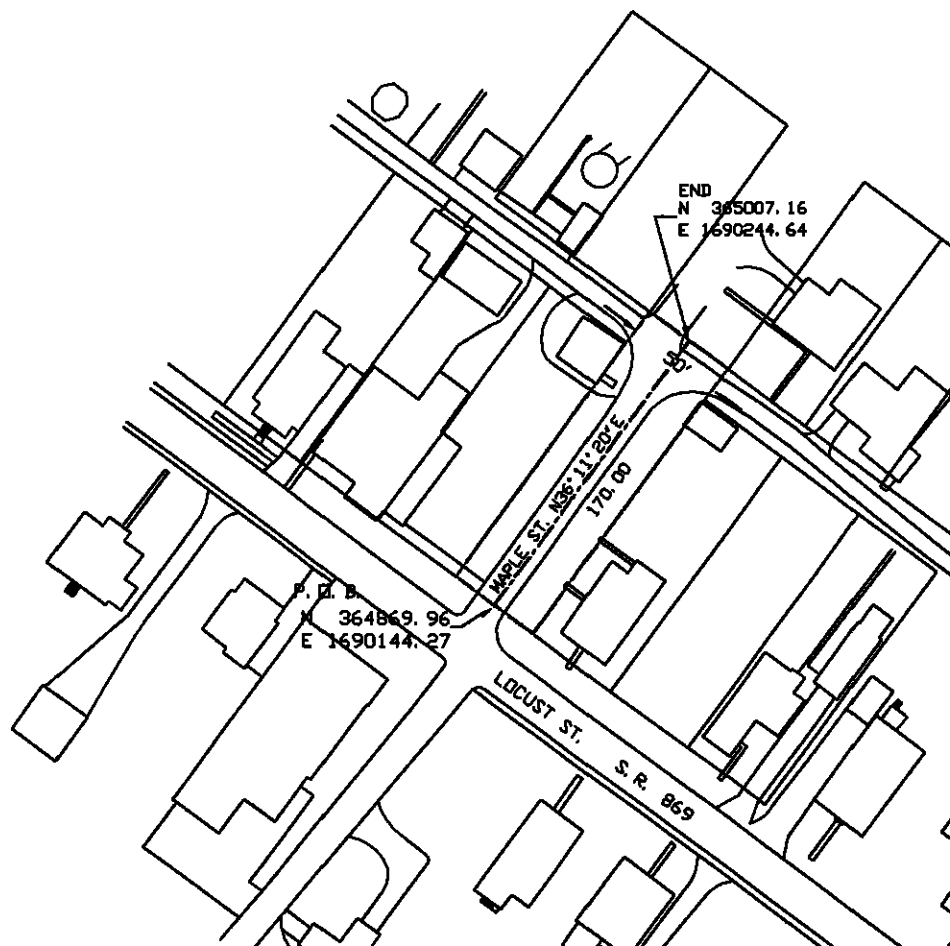 END
N 365007.16
E 1690244.64
50'
MAPLE ST. N36°11'20"E
170.00
P.O.B.
N 364869.96
E 1690144.27
LOCUST ST. S.R. 869